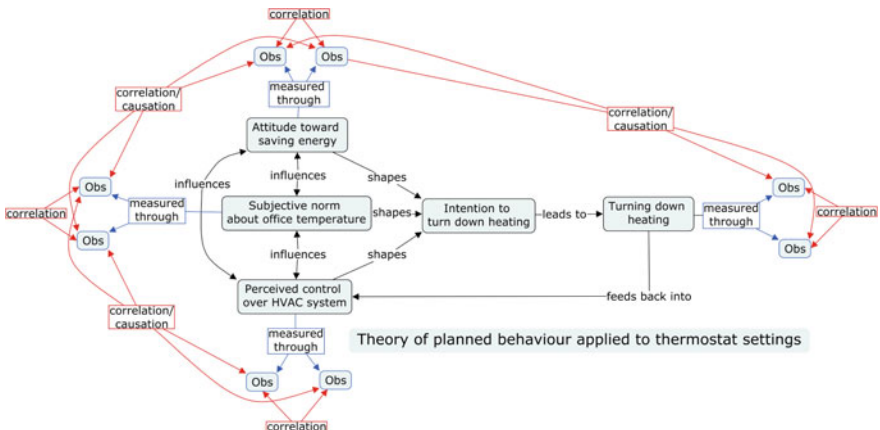 correlation
Obs
Obs
measured
through
correlation/
causation
correlation/
causation
Attitude toward
saving energy
influences
influences
shapes
Obs
Obs
correlation
measured
through
Subjective norm
about office temperature
shapes
Intention to
turn down heating
leads to
Turning down
heating
measured
through
Obs
Obs
correlation
influences
shapes
Perceived control
over HVAC system
feeds back into
correlation/
causation
measured
through
Theory of planned behaviour applied to thermostat settings
Obs
Obs
correlation